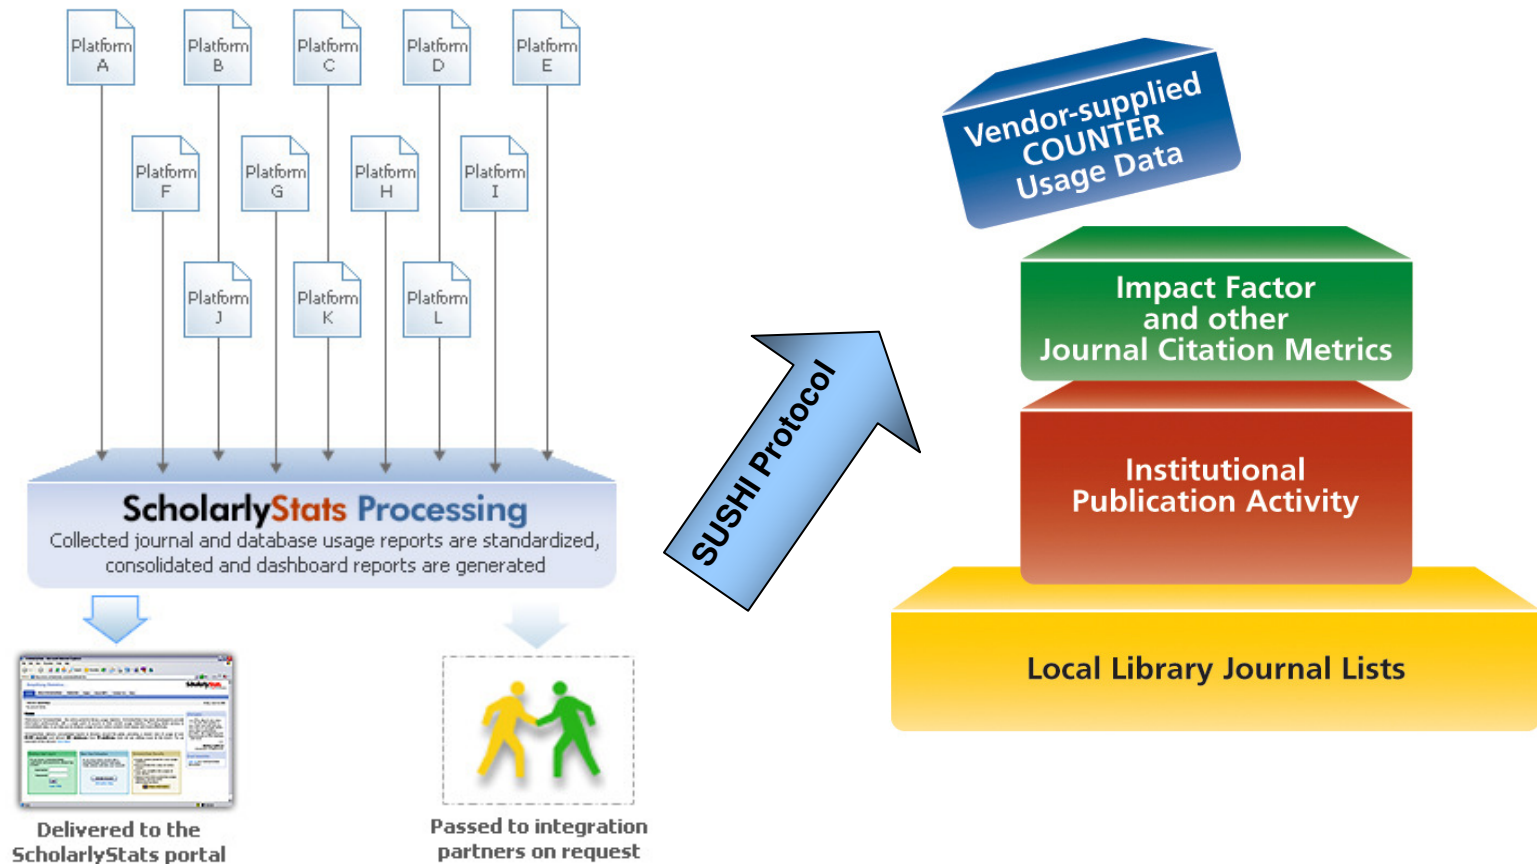 Platform
A
Platform
B
Platform
C
Platform
D
Platform
E
Platform
F
Platform
G
Platform
H
Platform
I
Platform
J
Platform
K
Platform
L
ScholarlyStats Processing
Collected journal and database usage reports are standardized,
consolidated and dashboard reports are generated
Delivered to the
ScholarlyStats portal
Passed to integration
partners on request
SUSHI Protocol
Vendor-supplied
COUNTER
Usage Data
Impact Factor
and other
Journal Citation Metrics
Institutional
Publication Activity
Local Library Journal Lists